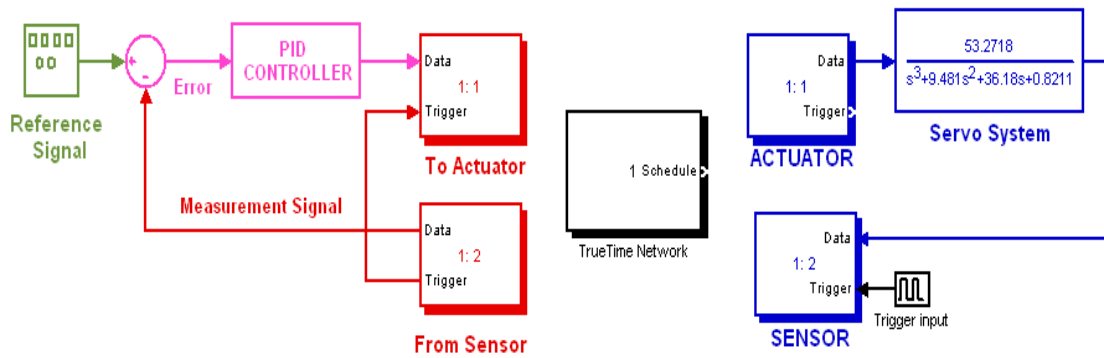 Reference
Signal
+
-
Error
PID
CONTROLLER
Data
1: 1
Trigger
To Actuator
Measurement Signal
Data
1: 2
Trigger
From Sensor
1 Schedule
TrueTime Network
Data
1: 1
Trigger
ACTUATOR
53.2718
s3+9.481s2+36.18s+0.8211
Servo System
Data
1: 2
Trigger
SENSOR
Trigger input